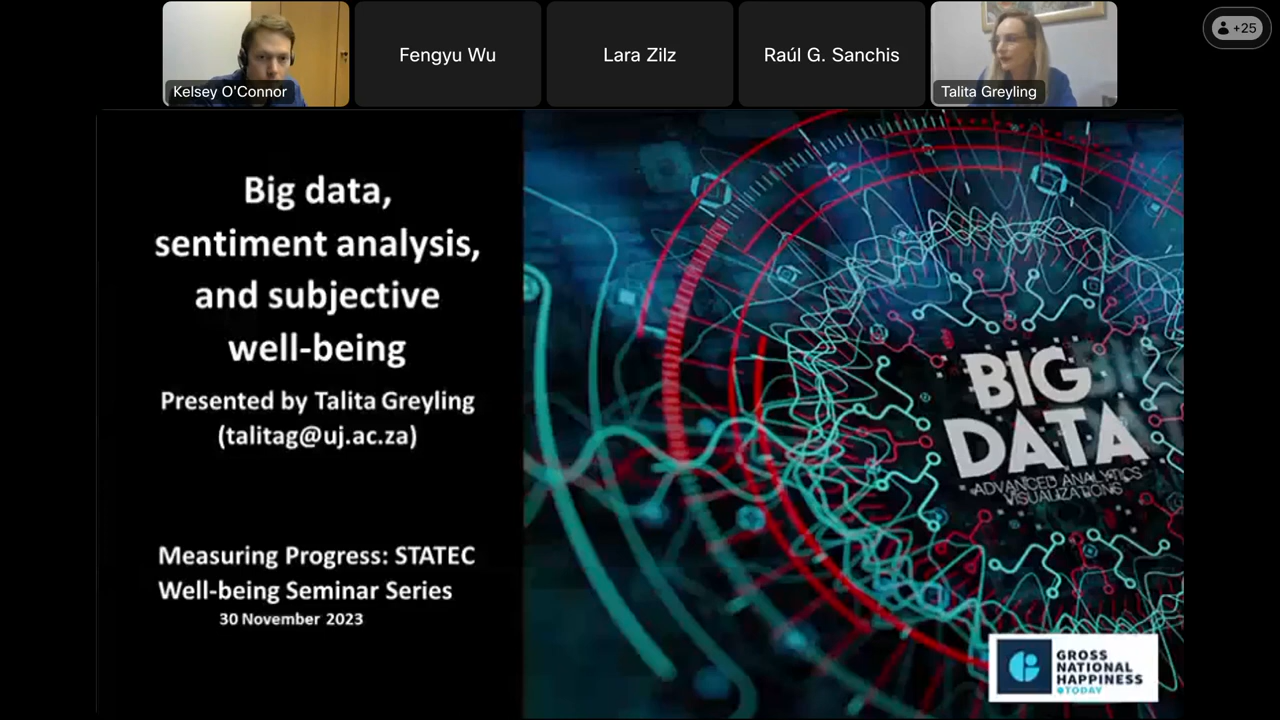 Kelsey O'Connor
Fengyu Wu
Lara Zilz
Raúl G. Sanchis
Talita Greyling
+25
Big data,
sentiment analysis,
and subjective
well-being
Presented by Talita Greyling
(talitag@uj.ac.za)
Measuring Progress: STATEC
Well-being Seminar Series
30 November 2023
BIG
DATA
ADVANCED ANALYTICS
VISUALIZATIONS
GROSS
NATIONAL
HAPPINESS
TODAY